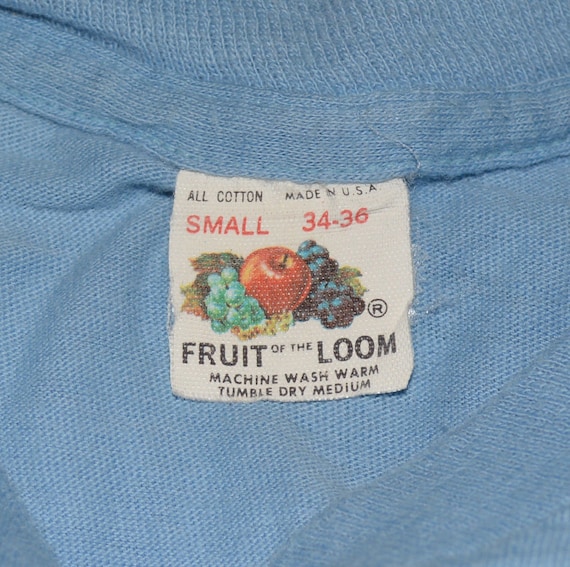 ALL COTTON MADE IN U.S.A
SMALL 34-36
®
FRUIT OF THE LOOM
MACHINE WASH WARM
TUMBLE DRY MEDIUM